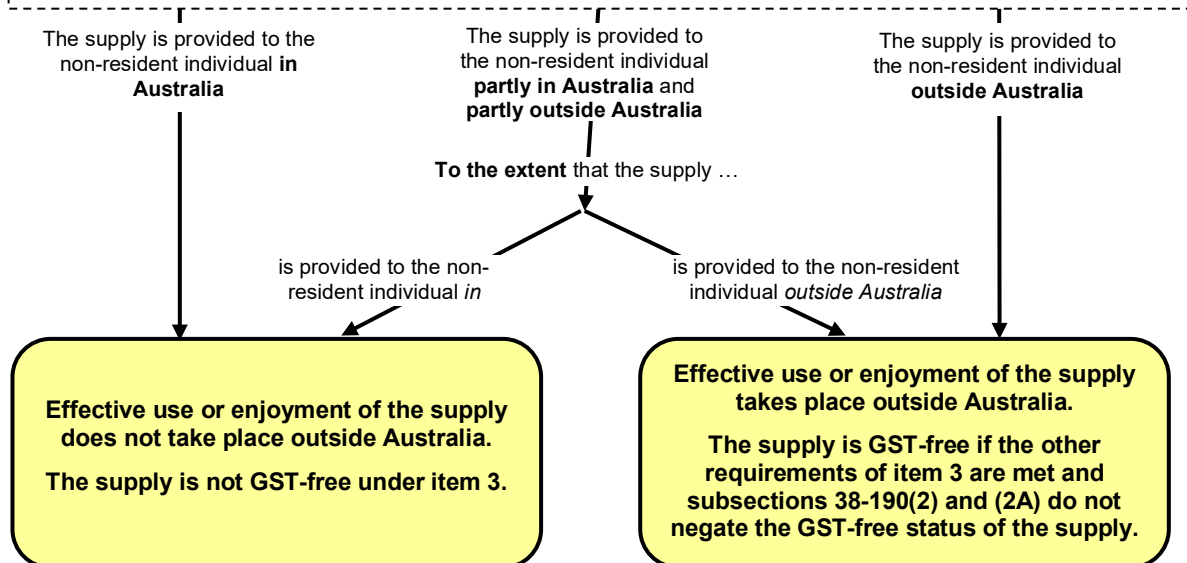 The supply is provided to the
non-resident individual in
Australia
The supply is provided to
the non-resident individual
partly in Australia and
partly outside Australia
The supply is provided to
the non-resident individual
outside Australia
To the extent that the supply …
is provided to the non-
resident individual in
is provided to the non-resident
individual outside Australia
Effective use or enjoyment of the supply
does not take place outside Australia.
The supply is not GST-free under item 3.
Effective use or enjoyment of the supply
takes place outside Australia.
The supply is GST-free if the other
requirements of item 3 are met and
subsections 38-190(2) and (2A) do not
negate the GST-free status of the supply.